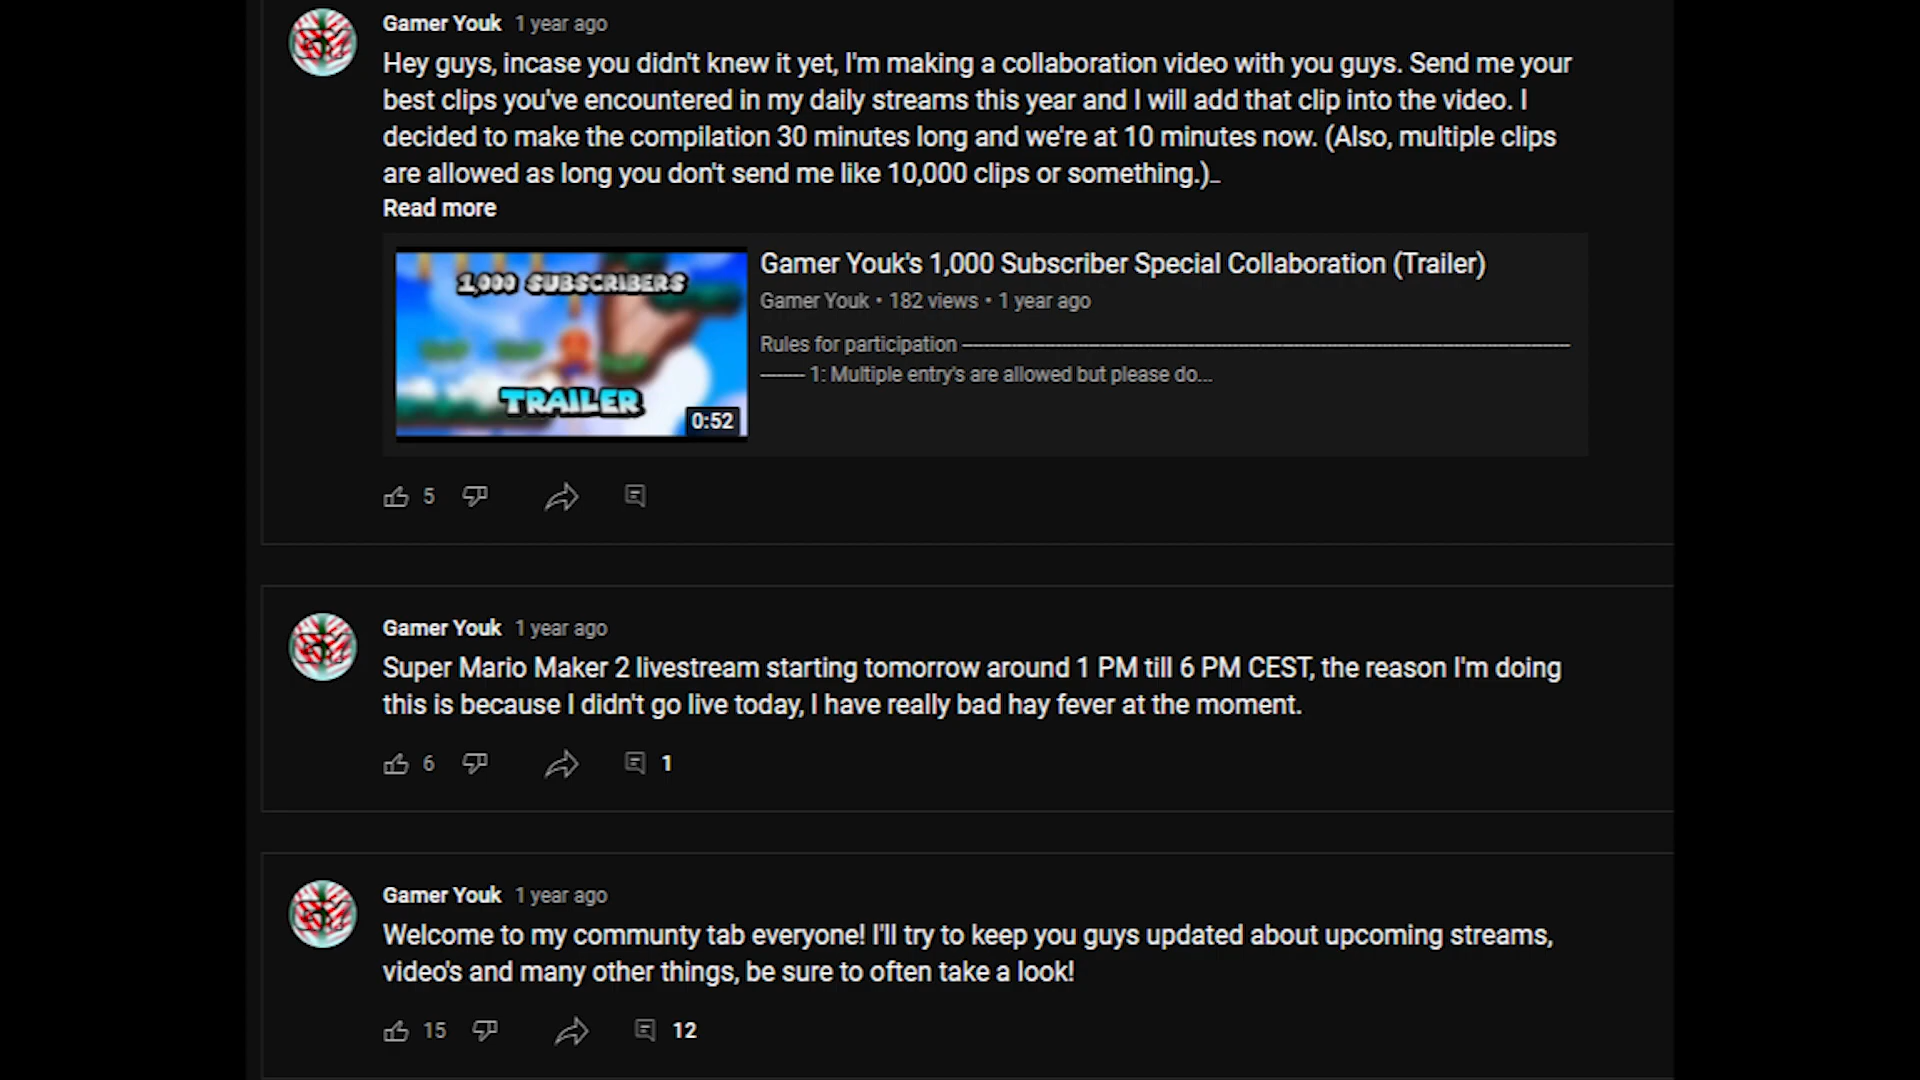 Gamer Youk 1 year ago
Hey guys, incase you didn't knew it yet, I'm making a collaboration video with you guys. Send me your
best clips you've encountered in my daily streams this year and I will add that clip into the video. I
decided to make the compilation 30 minutes long and we're at 10 minutes now. (Also, multiple clips
are allowed as long you don't send me like 10,000 clips or something.)_
Read more
1,000 SUBSCRIBERS
TRAILER
0:52
Gamer Youk's 1,000 Subscriber Special Collaboration (Trailer)
Gamer Youk • 182 views • 1 year ago
Rules for participation ------------------------------------------------------------
------- 1: Multiple entry's are allowed but please do...
5
Gamer Youk 1 year ago
Super Mario Maker 2 livestream starting tomorrow around 1 PM till 6 PM CEST, the reason I'm doing
this is because I didn't go live today, I have really bad hay fever at the moment.
6 1
Gamer Youk 1 year ago
Welcome to my communty tab everyone! I'll try to keep you guys updated about upcoming streams,
video's and many other things, be sure to often take a look!
15 12